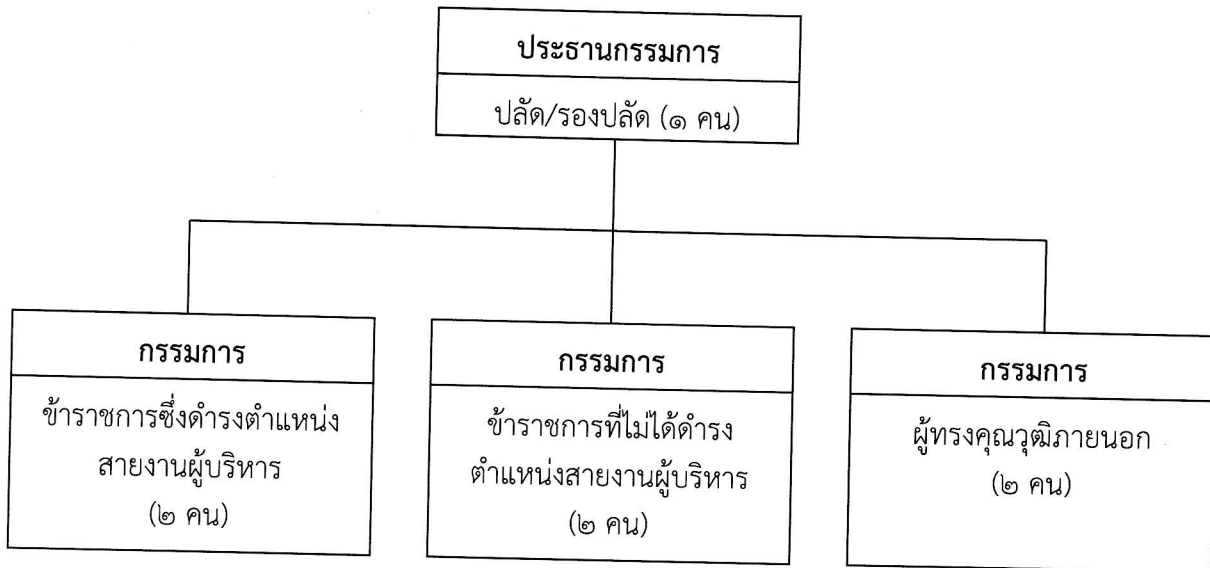 ประธานกรรมการ
ปลัด/รองปลัด (๑ คน)
กรรมการ
ข้าราชการซึ่งดำรงตำแหน่ง
สายงานผู้บริหาร
(๒ คน)
กรรมการ
ข้าราชการที่ไม่ได้ดำรง
ตำแหน่งสายงานผู้บริหาร
(๒ คน)
กรรมการ
ผู้ทรงคุณวุฒิภายนอก
(๒ คน)